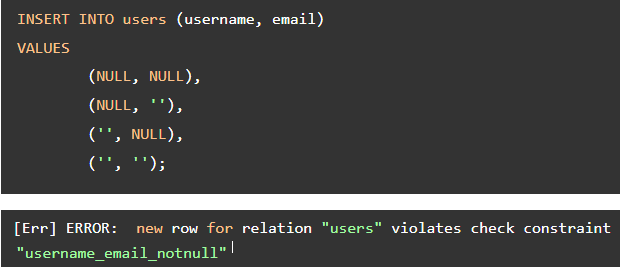 INSERT INTO users (username, email)
VALUES
(NULL, NULL),
(NULL, ''),
('', NULL),
('', '');
[Err] ERROR:  new row for relation "users" violates check constraint
"username_email_notnull"